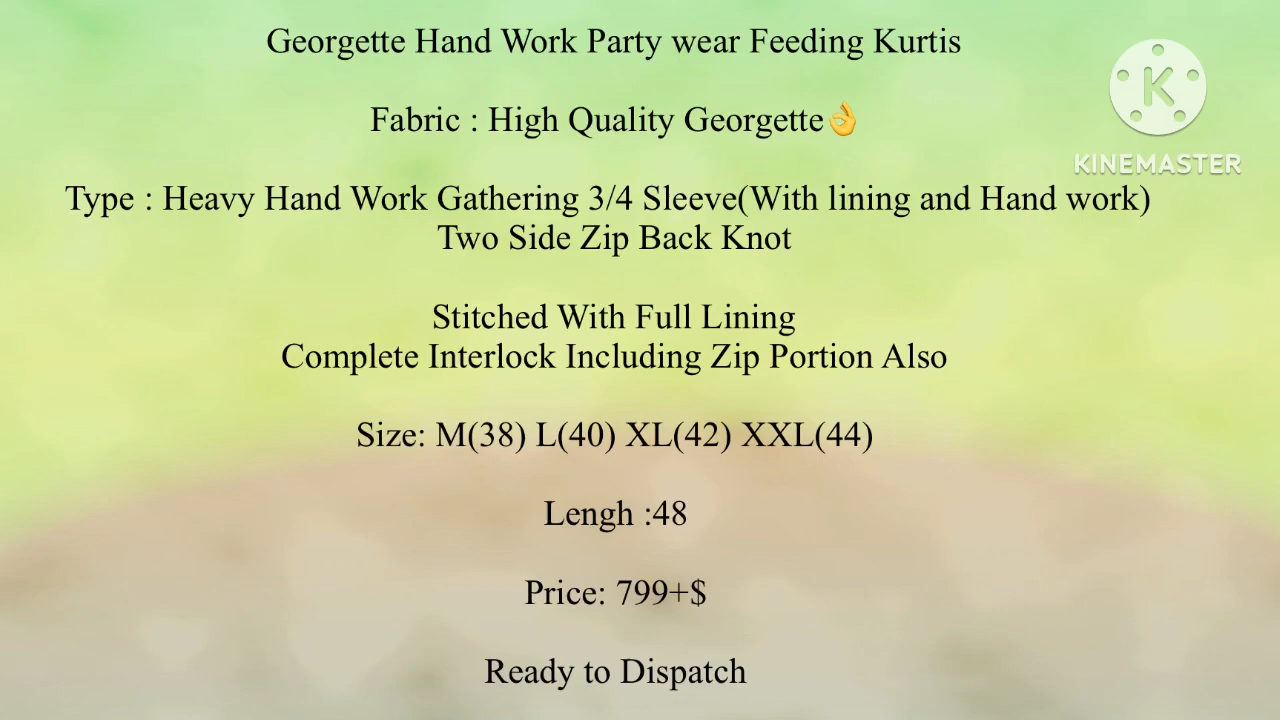 Georgette Hand Work Party wear Feeding Kurtis
Fabric : High Quality Georgette👌
KINEMASTER
Type : Heavy Hand Work Gathering 3/4 Sleeve(With lining and Hand work)
Two Side Zip Back Knot
Stitched With Full Lining
Complete Interlock Including Zip Portion Also
Size: M(38) L(40) XL(42) XXL(44)
Lengh :48
Price: 799+$
Ready to Dispatch